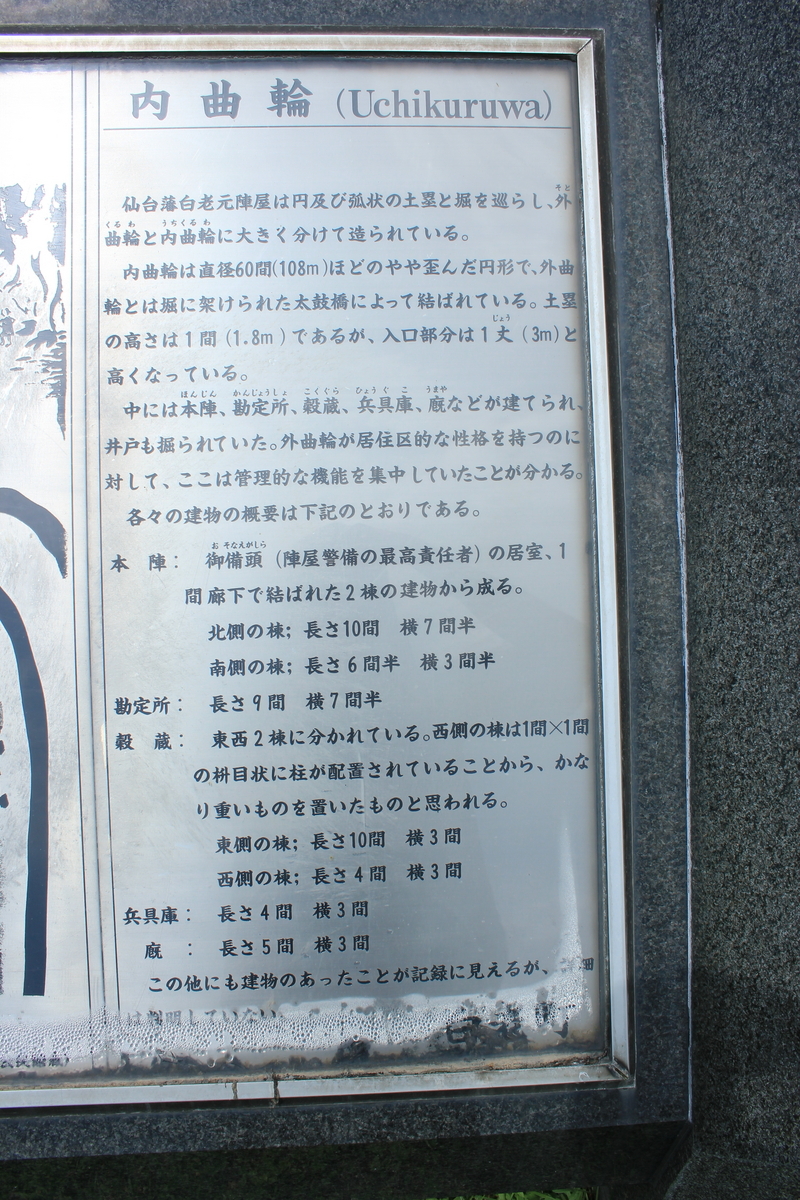 内曲輪 (Uchikuruwa)
仙台藩白老元陣屋は円及び弧状の土塁と堀を巡らし、外
曲輪と内曲輪に大きく分けて造られている。
内曲輪は直径60間(108m)ほどのやや歪んだ円形で、外曲
輪とは堀に架けられた太鼓橋によって結ばれている。土塁
の高さは1間(1.8m)であるが、入口部分は1丈(3m)と
高くなっている。
中には本陣、勘定所、穀蔵、兵具庫、厩などが建てられ、
井戸も掘られていた。外曲輪が居住区的な性格を持つのに
対して、ここは管理的な機能を集中していたことが分かる。
各々の建物の概要は下記のとおりである。
本 陣: 御備頭(陣屋警備の最高責任者)の居室、1
間廊下で結ばれた2棟の建物から成る。
北側の棟;長さ10間 横7間半
南側の棟;長さ6間半 横3間半
勘定所: 長さ9間 横7間半
穀 蔵: 東西2棟に分かれている。西側の棟は1間×1間
の枡目状に柱が配置されていることから、かな
り重いものを置いたものと思われる。
東側の棟;長さ10間 横3間
西側の棟;長さ4間 横3間
兵具庫: 長さ4間 横3間
厩 : 長さ5間 横3間
この他にも建物のあったことが記録に見えるが、詳細
は判明していない。
白老町